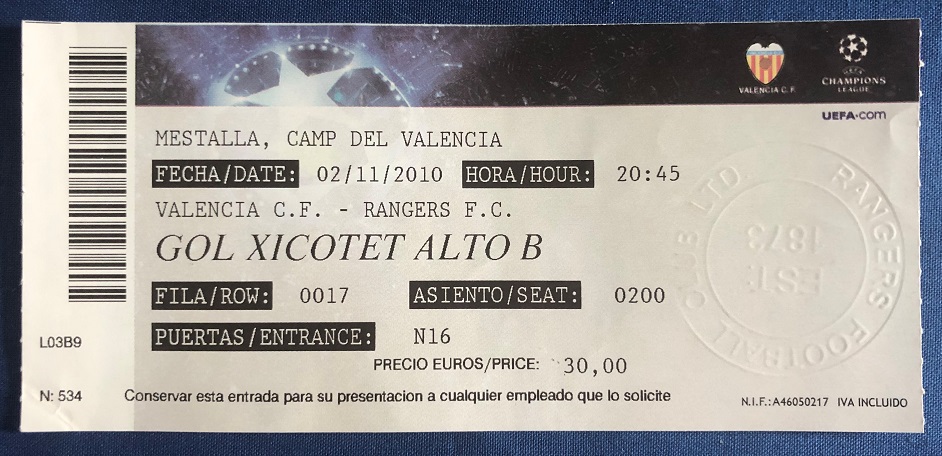 VALENCIA C.F.
UEFA
CHAMPIONS
LEAGUE
UEFA.com
MESTALLA, CAMP DEL VALENCIA
FECHA/DATE: 02/11/2010 HORA/HOUR: 20:45
VALENCIA C.F. - RANGERS F.C.
GOL XICOTET ALTO B
FILA/ROW: 0017 ASIENTO/SEAT: 0200
PUERTAS/ENTRANCE: N16
PRECIO EUROS/PRICE: 30,00
L03B9
N: 534
Conservar esta entrada para su presentacion a cualquier empleado que lo solicite
N.I.F.:A46050217 IVA INCLUIDO
RANGERS FOOTBALL CLUB LTD
EST:
1873